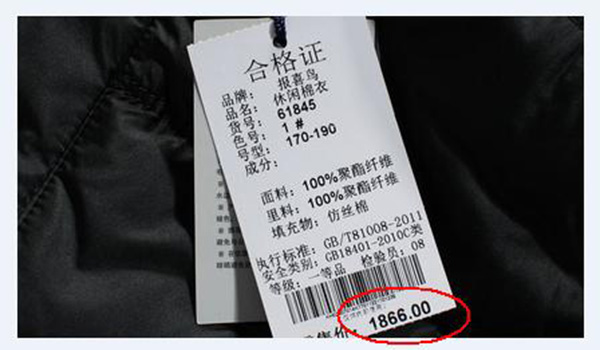 合格证
品牌: 报喜鸟
品名: 休闲棉衣
货号: 61845
色号: 1 #
号型: 170-190
成分:
面料: 100%聚酯纤维
里料: 100%聚酯纤维
填充物: 仿丝棉
执行标准: GB/T81008-2011
安全类别: GB18401-2010C类
等级: 一等品 检验员: 08
售价: 1866.00